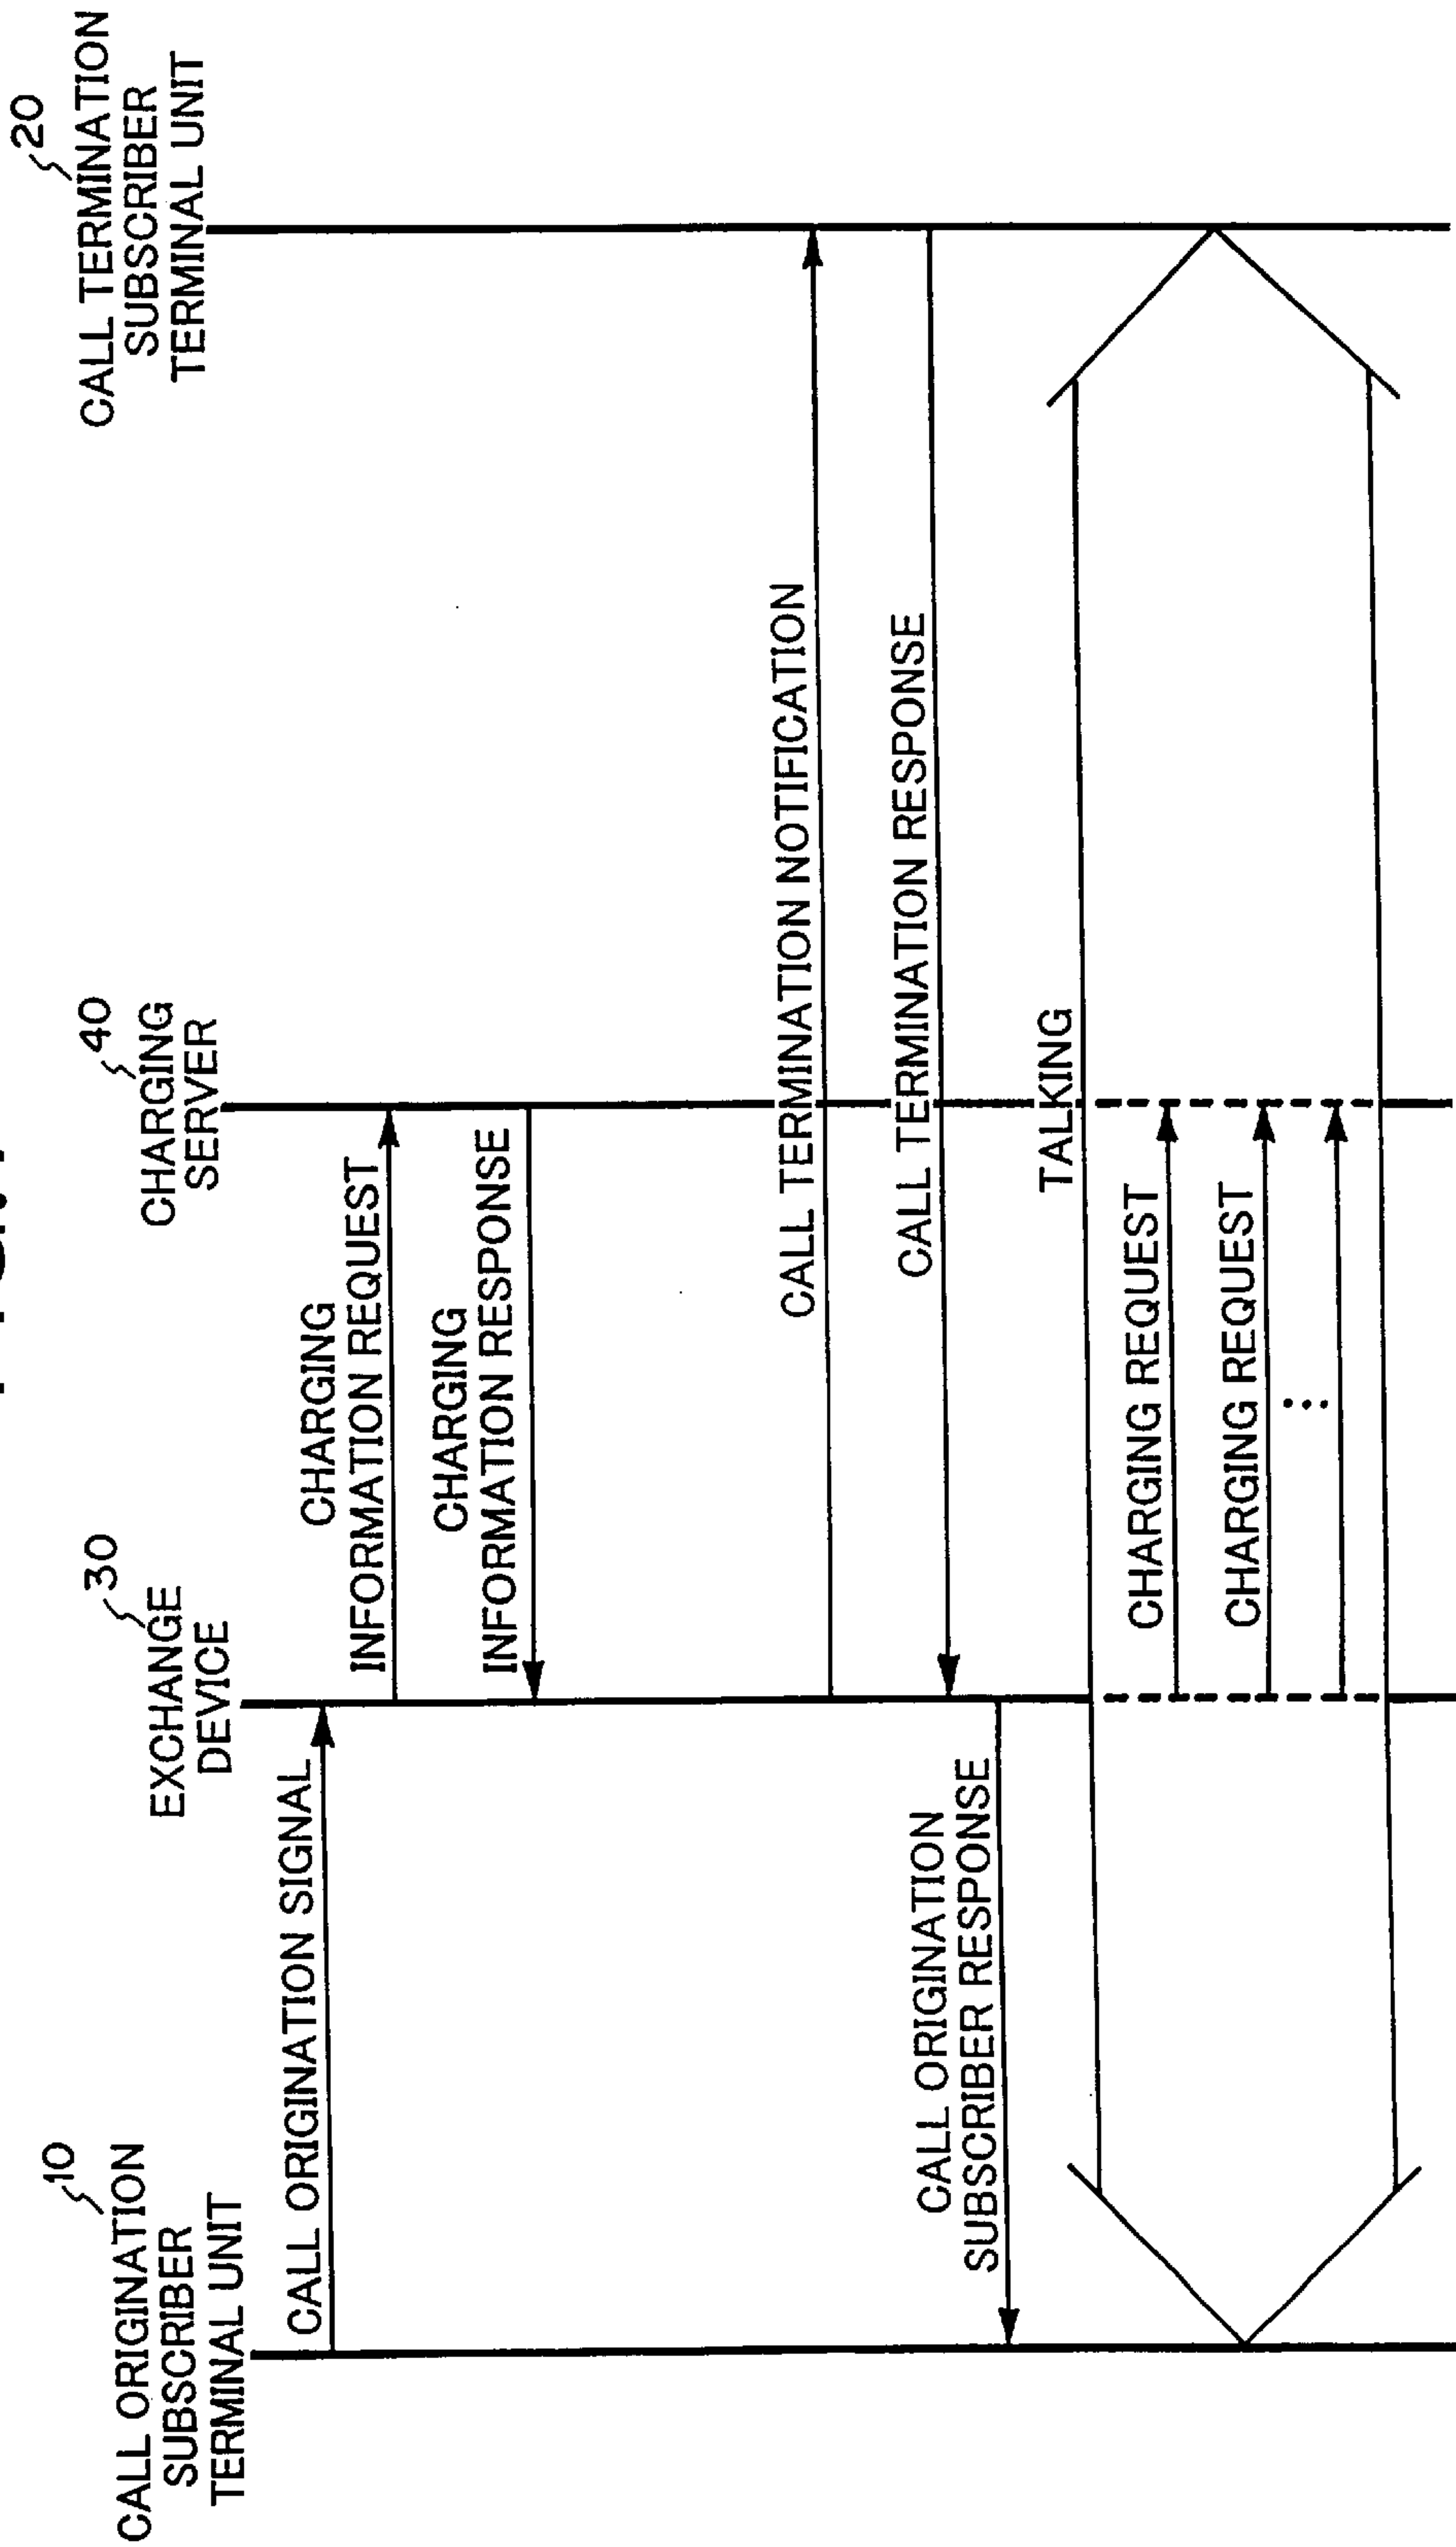 10
CALL ORIGINATION
SUBSCRIBER
TERMINAL UNIT
30
EXCHANGE
DEVICE
40
CHARGING
SERVER
20
CALL TERMINATION
SUBSCRIBER
TERMINAL UNIT
CALL ORIGINATION SIGNAL
CHARGING
INFORMATION REQUEST
CHARGING
INFORMATION RESPONSE
CALL TERMINATION NOTIFICATION
CALL TERMINATION RESPONSE
CALL ORIGINATION
SUBSCRIBER RESPONSE
TALKING
CHARGING REQUEST
CHARGING REQUEST
...